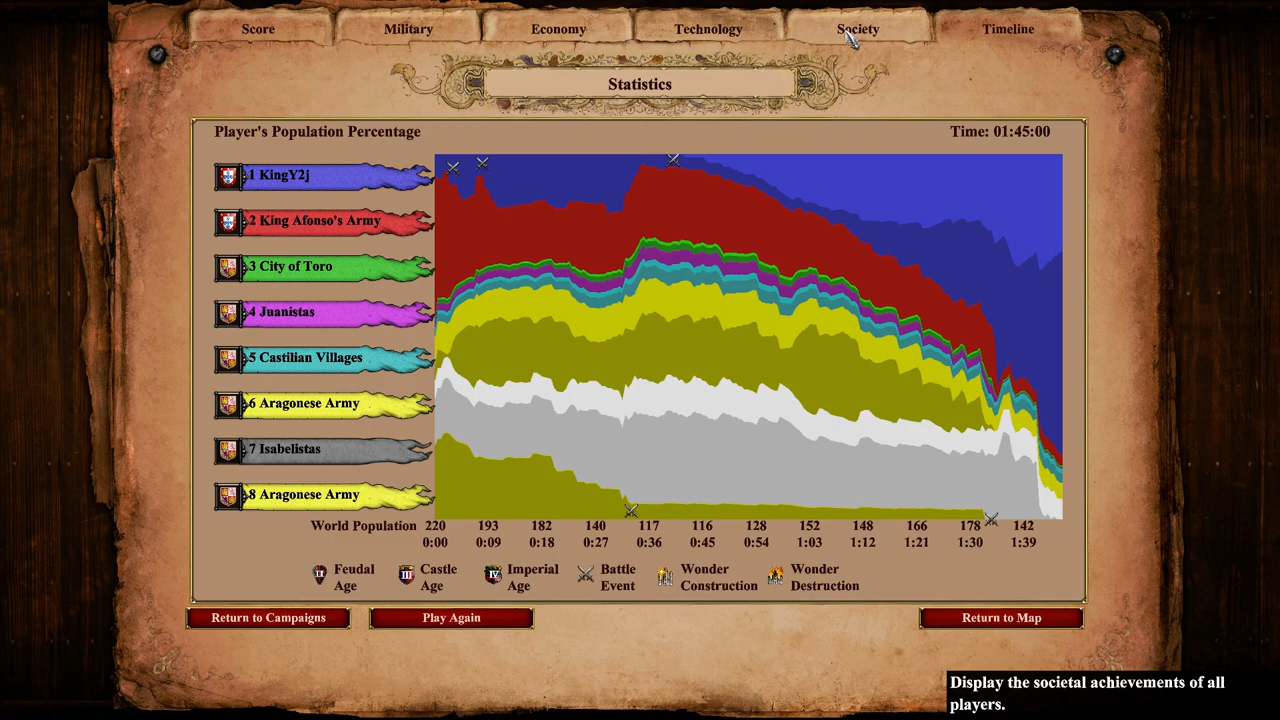 Score Military Economy Technology Society Timeline
Statistics
Player's Population Percentage Time: 01:45:00
1 KingY2j
2 King Afonso's Army
3 City of Toro
4 Juanistas
5 Castilian Villages
6 Aragonese Army
7 Isabelistas
8 Aragonese Army
World Population 220 193 182 140 117 116 128 152 148 166 178 142
0:00 0:09 0:18 0:27 0:36 0:45 0:54 1:03 1:12 1:21 1:30 1:39
II Feudal Age
III Castle Age
IV Imperial Age
Battle Event
Wonder Construction
Wonder Destruction
Return to Campaigns Play Again Return to Map
Display the societal achievements of all
players.